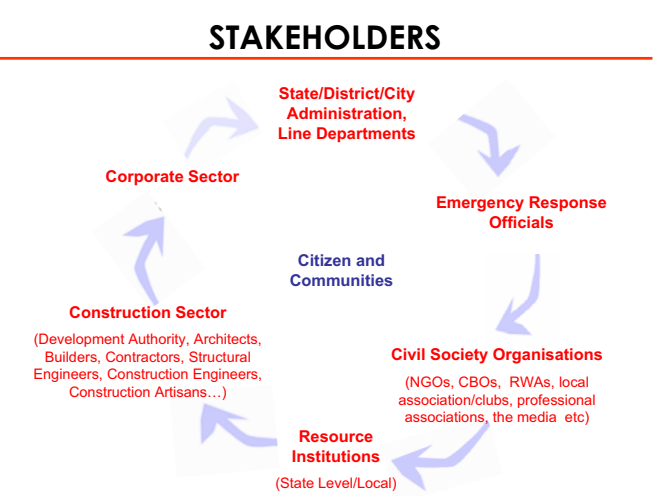 STAKEHOLDERS
State/District/City
Administration,
Line Departments
Corporate Sector
Emergency Response
Officials
Citizen and
Communities
Construction Sector
(Development Authority, Architects,
Builders, Contractors, Structural
Engineers, Construction Engineers,
Construction Artisans…)
Civil Society Organisations
(NGOs, CBOs, RWAs, local
association/clubs, professional
associations, the media etc)
Resource
Institutions
(State Level/Local)